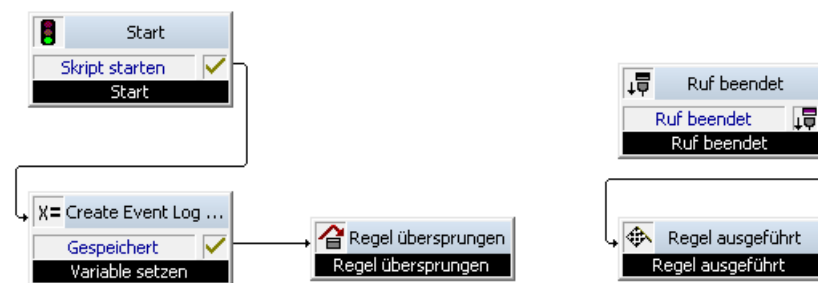 Start
Skript starten
Start
X= Create Event Log ...
Gespeichert
Variable setzen
Regel übersprungen
Regel übersprungen
Ruf beendet
Ruf beendet
Ruf beendet
Regel ausgeführt
Regel ausgeführt